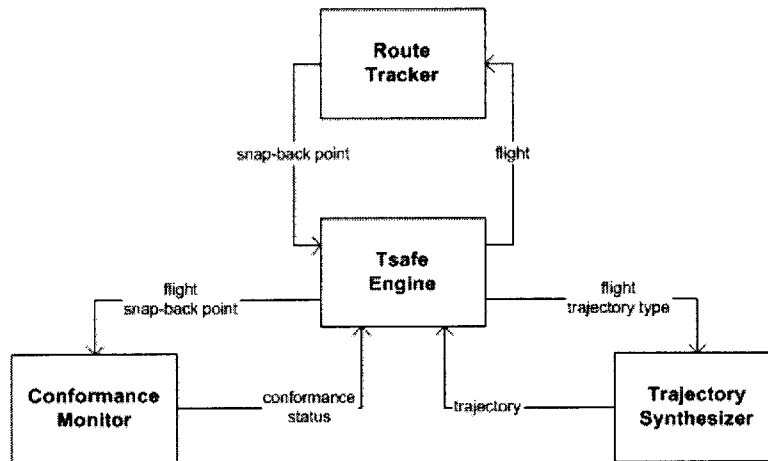 Route
Tracker
snap-back point
flight
Tsafe
Engine
flight
snap-back point
flight
trajectory type
Conformance
Monitor
conformance
status
trajectory
Trajectory
Synthesizer